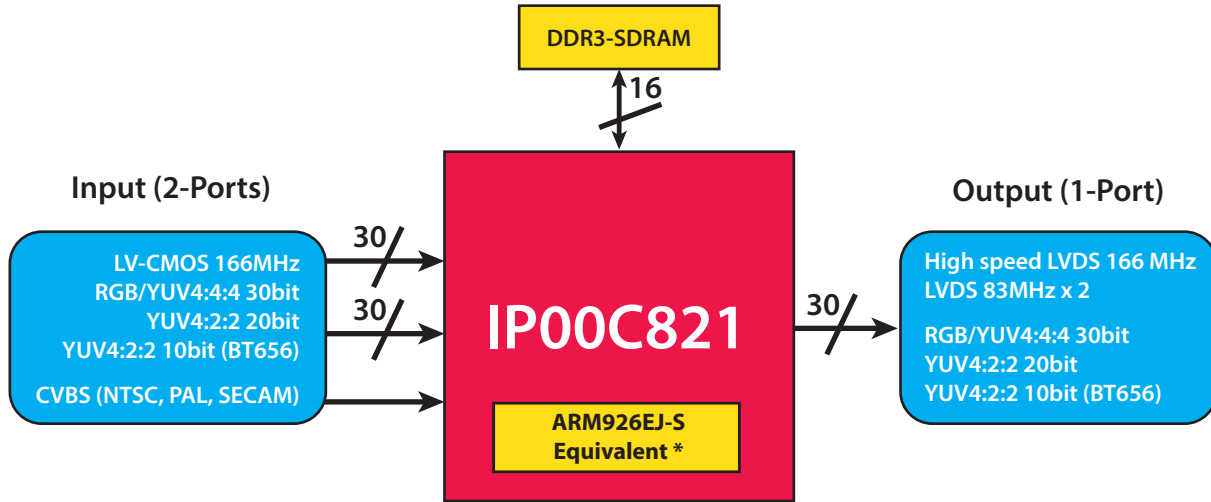 DDR3-SDRAM
16
Input (2-Ports)
LV-CMOS 166MHz
RGB/YUV4:4:4 30bit
YUV4:2:2 20bit
YUV4:2:2 10bit (BT656)
CVBS (NTSC, PAL, SECAM)
30
30
IP00C821
ARM926EJ-S
Equivalent *
30
Output (1-Port)
High speed LVDS 166 MHz
LVDS 83MHz x 2
RGB/YUV4:4:4 30bit
YUV4:2:2 20bit
YUV4:2:2 10bit (BT656)